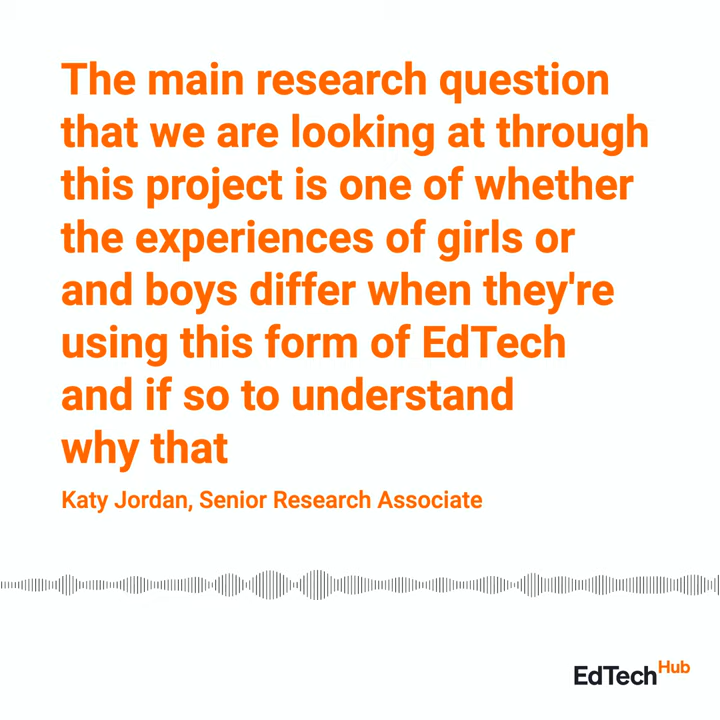 The main research question
that we are looking at through
this project is one of whether
the experiences of girls or
and boys differ when they're
using this form of EdTech
and if so to understand
why that
Katy Jordan, Senior Research Associate
EdTech Hub